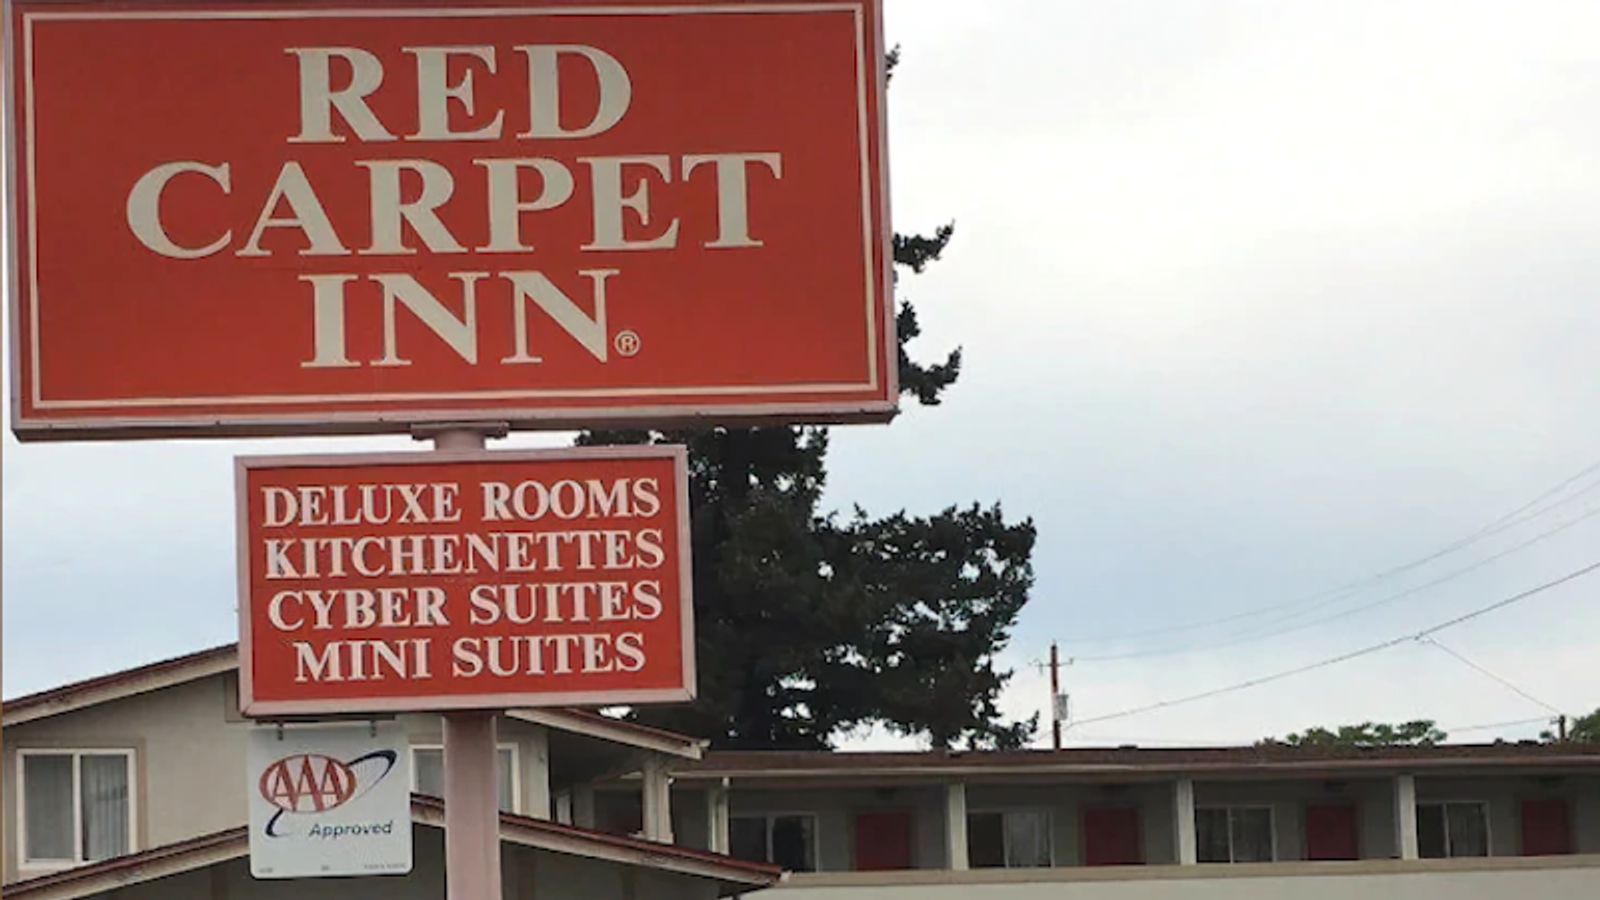 RED
CARPET
INN®
DELUXE ROOMS
KITCHENETTES
CYBER SUITES
MINI SUITES
AAA
Approved